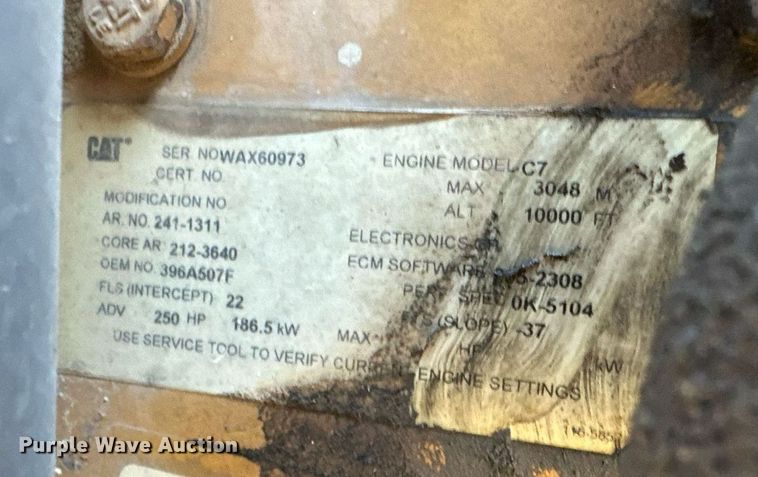 CAT SER NO WAX60973 ENGINE MODEL C7
CERT. NO. MAX 3048 M
MODIFICATION NO ALT 10000 FT
AR. NO. 241-1311 ELECTRONICS
CORE AR 212-3640 ECM SOFTWARE -2308
OEM NO. 396A507F PER SPEC 0K-5104
FLS (INTERCEPT) 22 (SLOPE) -37
ADV 250 HP 186.5 kW MAX HP kW
USE SERVICE TOOL TO VERIFY CURRENT ENGINE SETTINGS
Purple Wave Auction